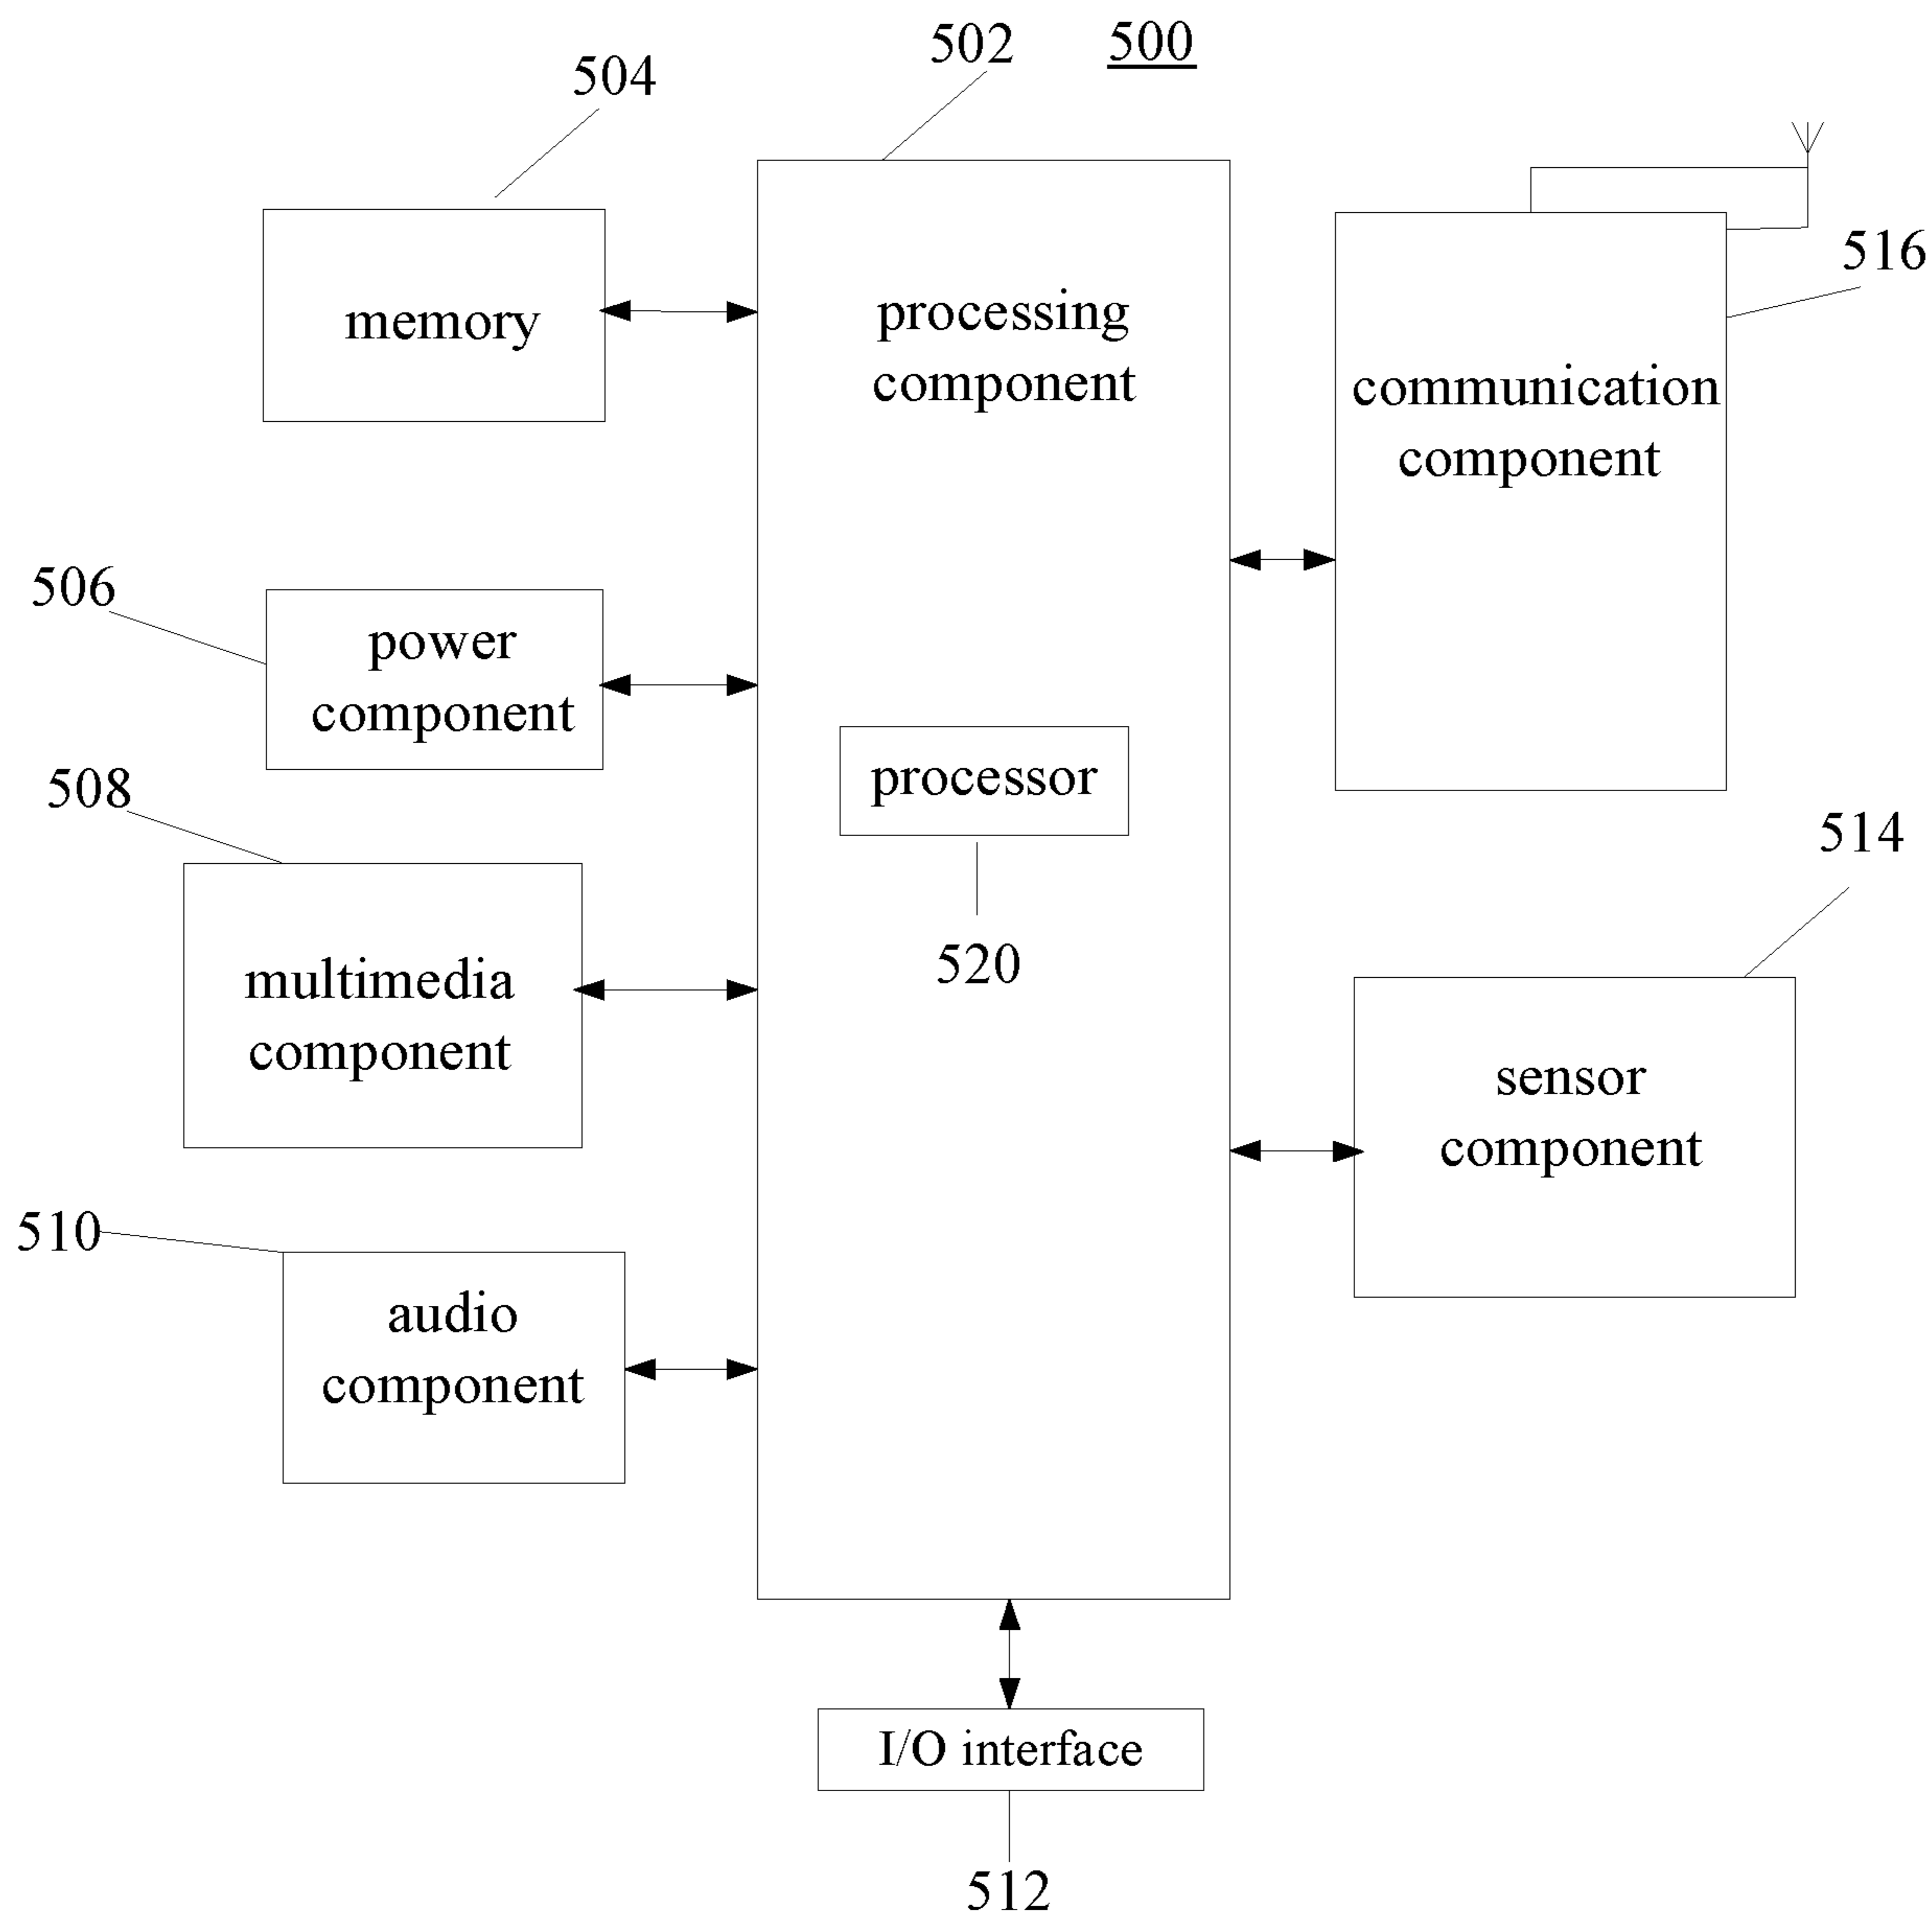 502
500
504
516
memory
processing
component
communication
component
506
power
component
508
processor
514
520
multimedia
component
sensor
component
510
audio
component
I/O interface
512